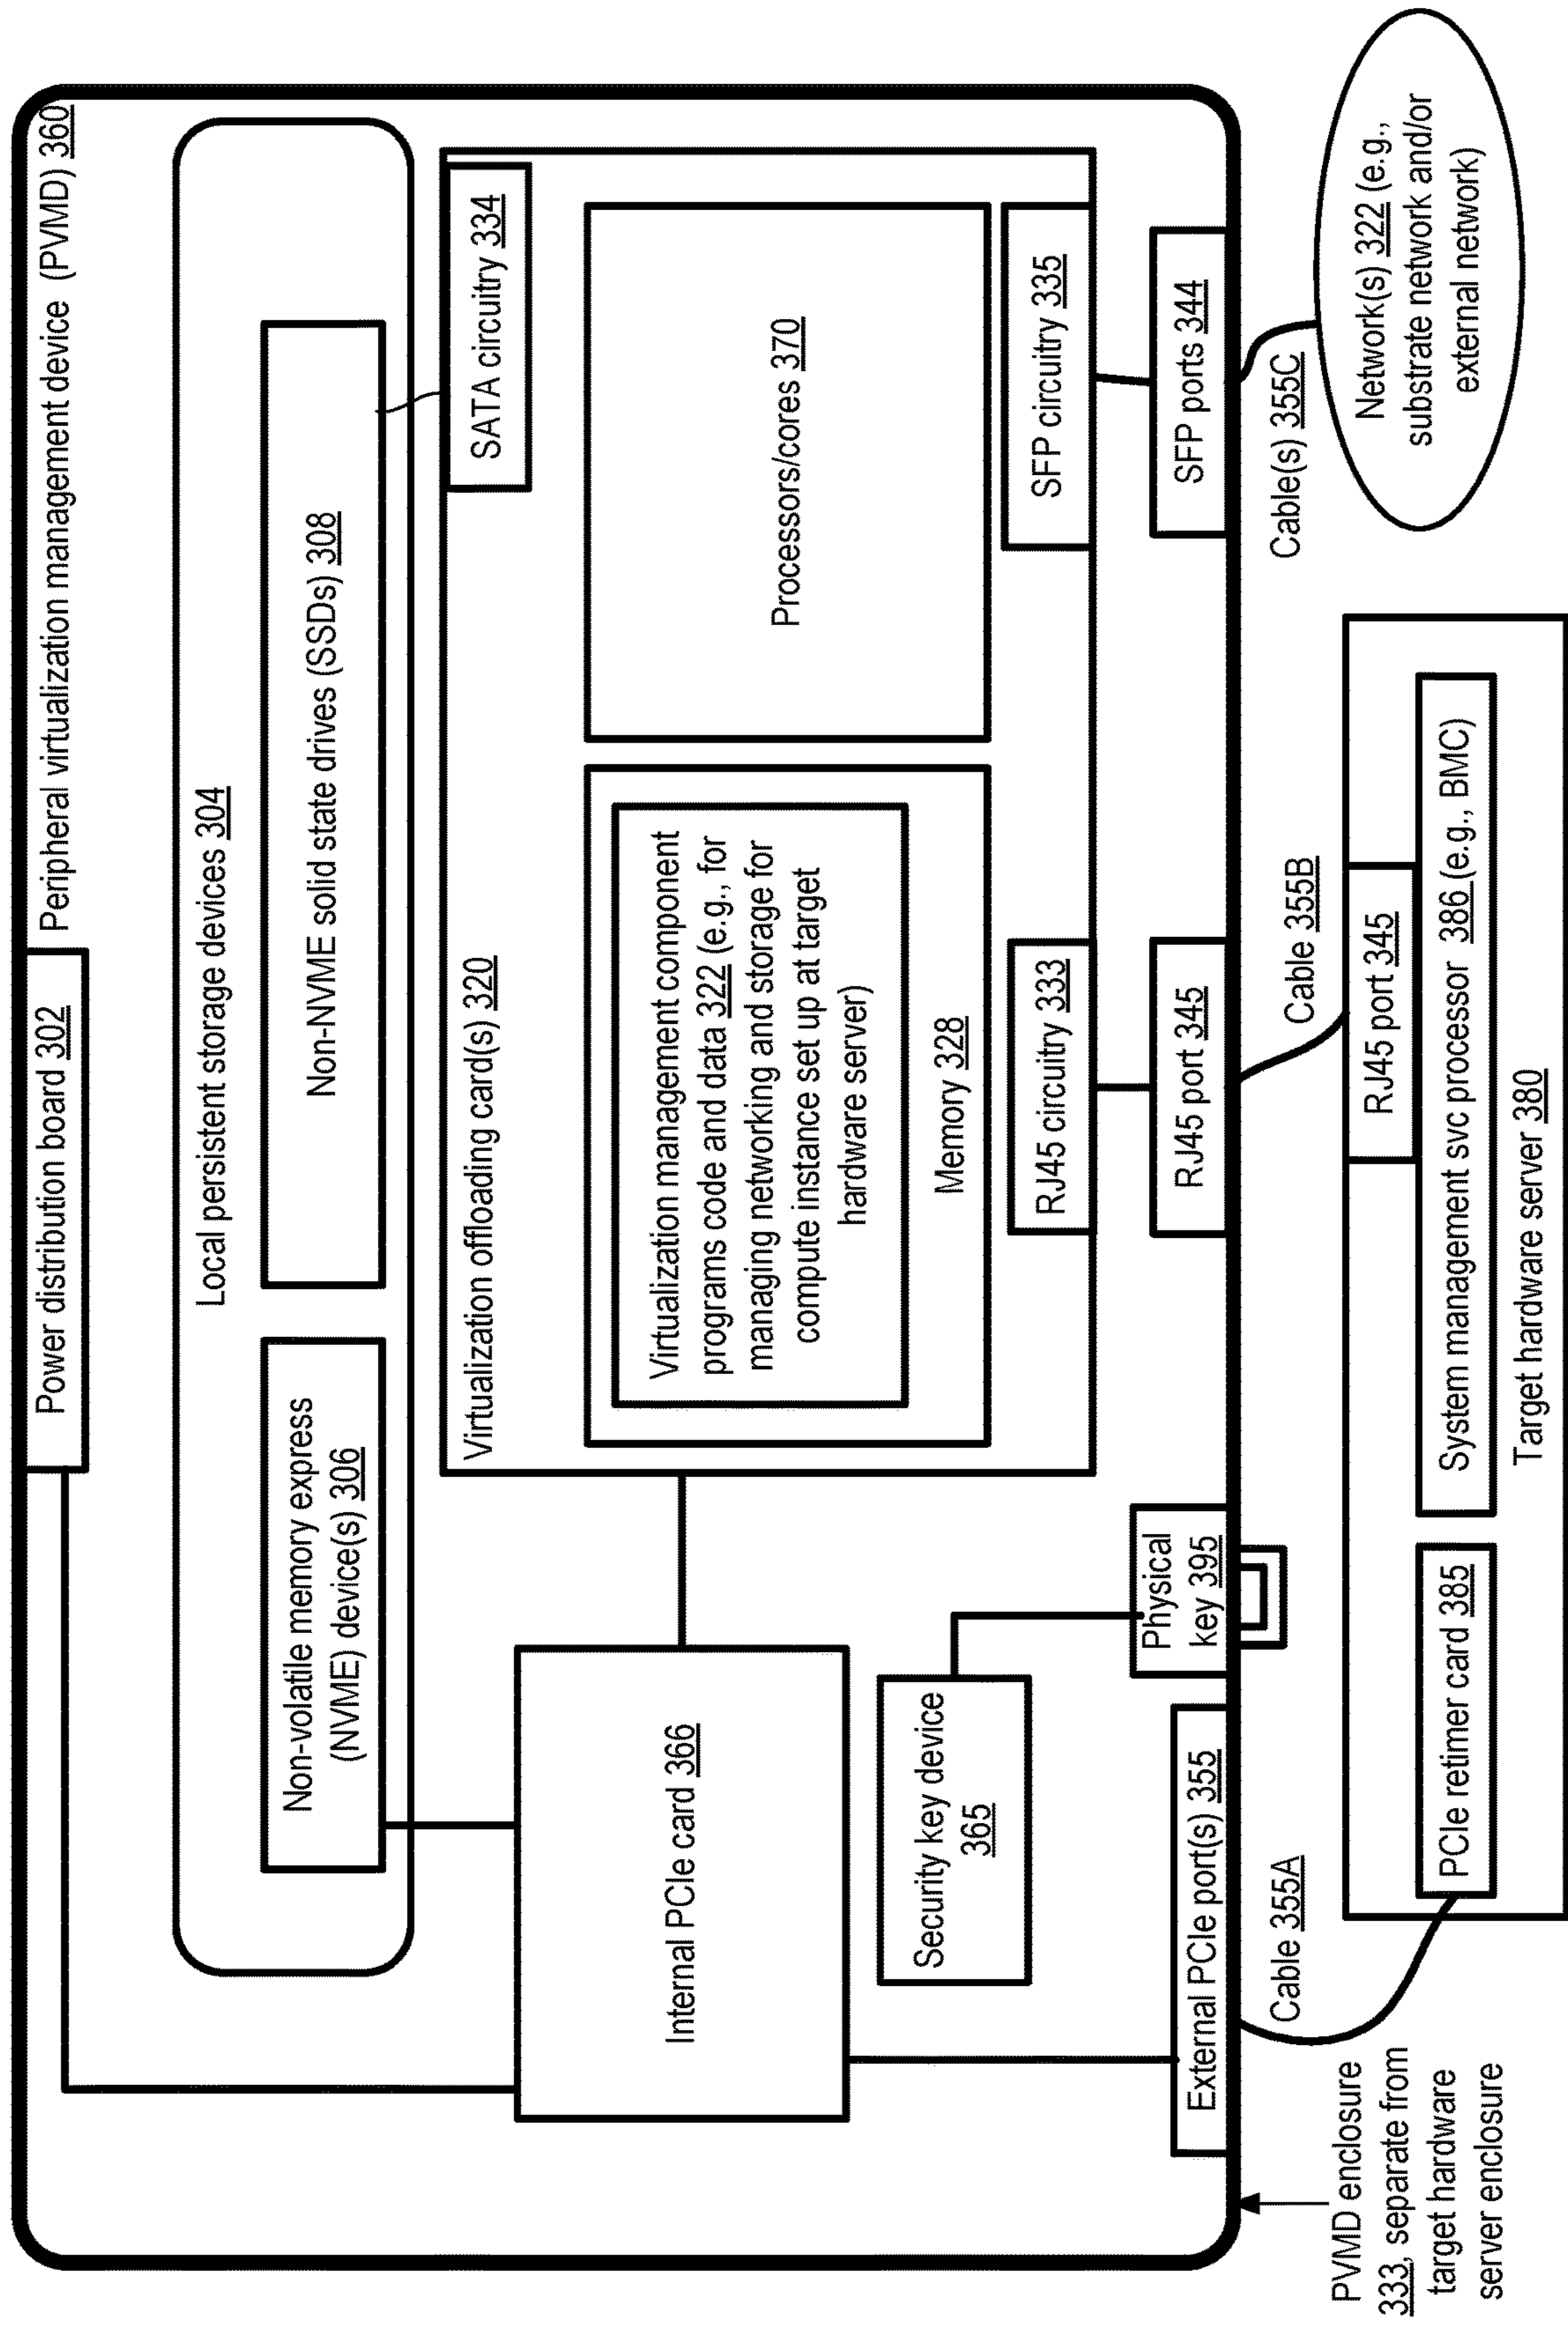 Power distribution board 302
Peripheral virtualization management device (PVMD) 360
Local persistent storage devices 304
Non-volatile memory express
(NVME) device(s) 306
Non-NVME solid state drives (SSDs) 308
Virtualization offloading card(s) 320
SATA circuitry 334
Internal PCIe card 366
Virtualization management component
programs code and data 322 (e.g., for
managing networking and storage for
compute instance set up at target
hardware server)
Memory 328
Processors/cores 370
Security key device
365
RJ45 circuitry 333
SFP circuitry 335
External PCIe port(s) 355
Physical
key 395
RJ45 port 345
SFP ports 344
Cable 355A
Cable 355B
Cable(s) 355C
PVMD enclosure
333, separate from
target hardware
server enclosure
RJ45 port 345
PCIe retimer card 385
System management svc processor 386 (e.g., BMC)
Target hardware server 380
Network(s) 322 (e.g.,
substrate network and/or
external network)